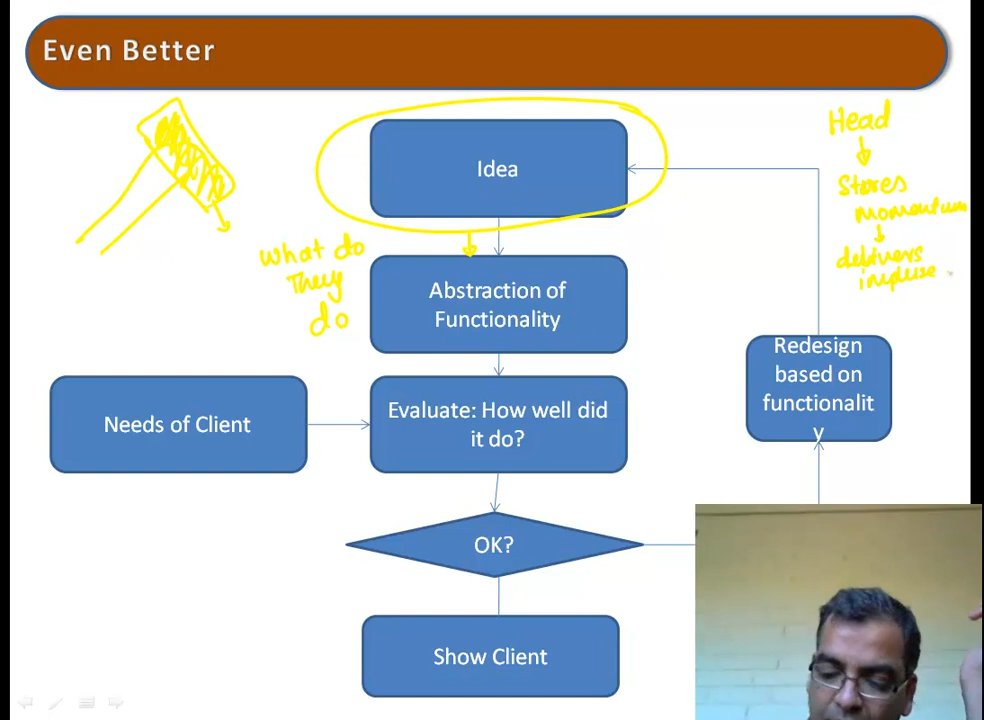 Even Better
Idea
Head
Stores
momentum
delivers
impulse
What do
They
do
Abstraction of
Functionality
Redesign
based on
functionalit
y
Needs of Client
Evaluate: How well did
it do?
OK?
Show Client